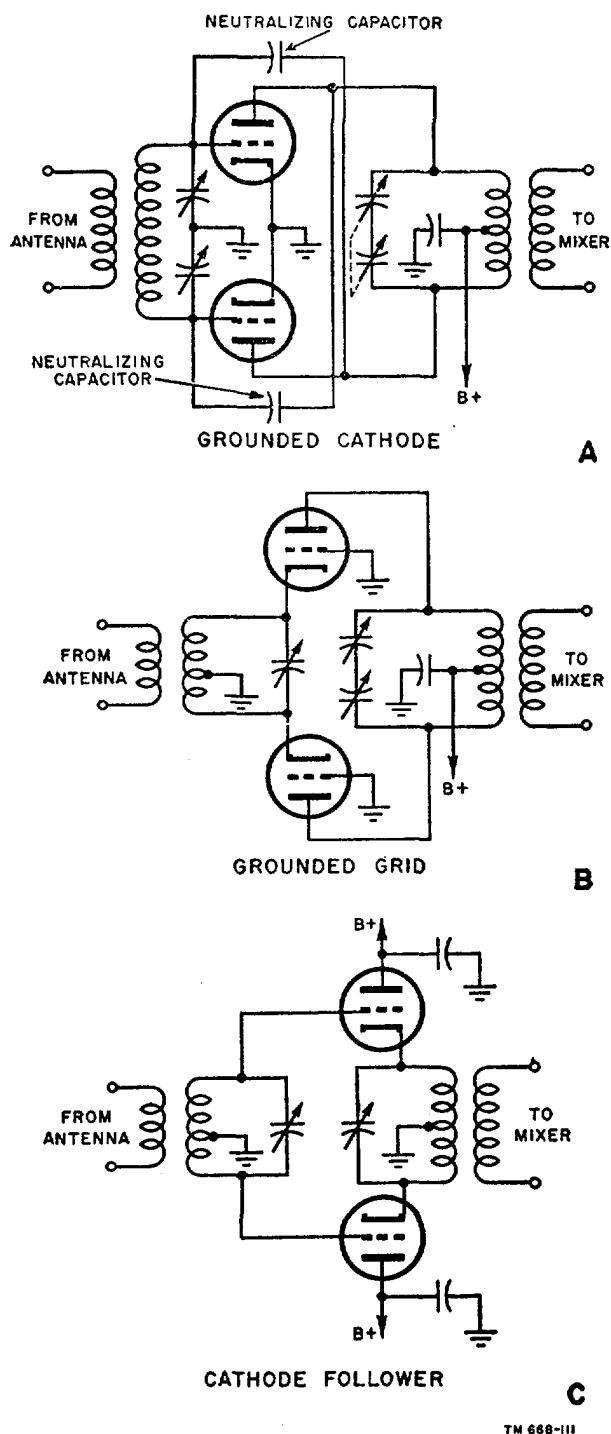 NEUTRALIZING CAPACITOR
FROM
ANTENNA
TO
MIXER
NEUTRALIZING
CAPACITOR
B+
GROUNDED CATHODE
A
FROM
ANTENNA
TO
MIXER
B+
GROUNDED GRID
B
B+
FROM
ANTENNA
TO
MIXER
B+
CATHODE FOLLOWER
C
TM 668-111